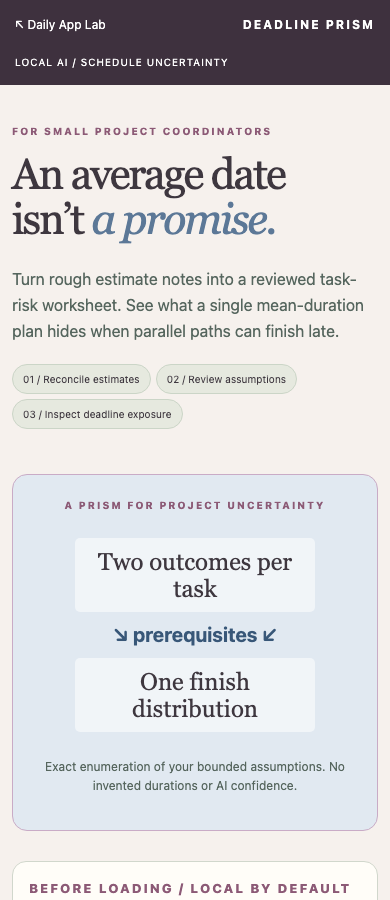 ↖ Daily App Lab
DEADLINE PRISM
LOCAL AI / SCHEDULE UNCERTAINTY
FOR SMALL PROJECT COORDINATORS
An average date
isn’t a promise.
Turn rough estimate notes into a reviewed task-
risk worksheet. See what a single mean-duration
plan hides when parallel paths can finish late.
01 / Reconcile estimates
02 / Review assumptions
03 / Inspect deadline exposure
A PRISM FOR PROJECT UNCERTAINTY
Two outcomes per
task
↘ prerequisites ↙
One finish
distribution
Exact enumeration of your bounded assumptions. No
invented durations or AI confidence.
BEFORE LOADING / LOCAL BY DEFAULT